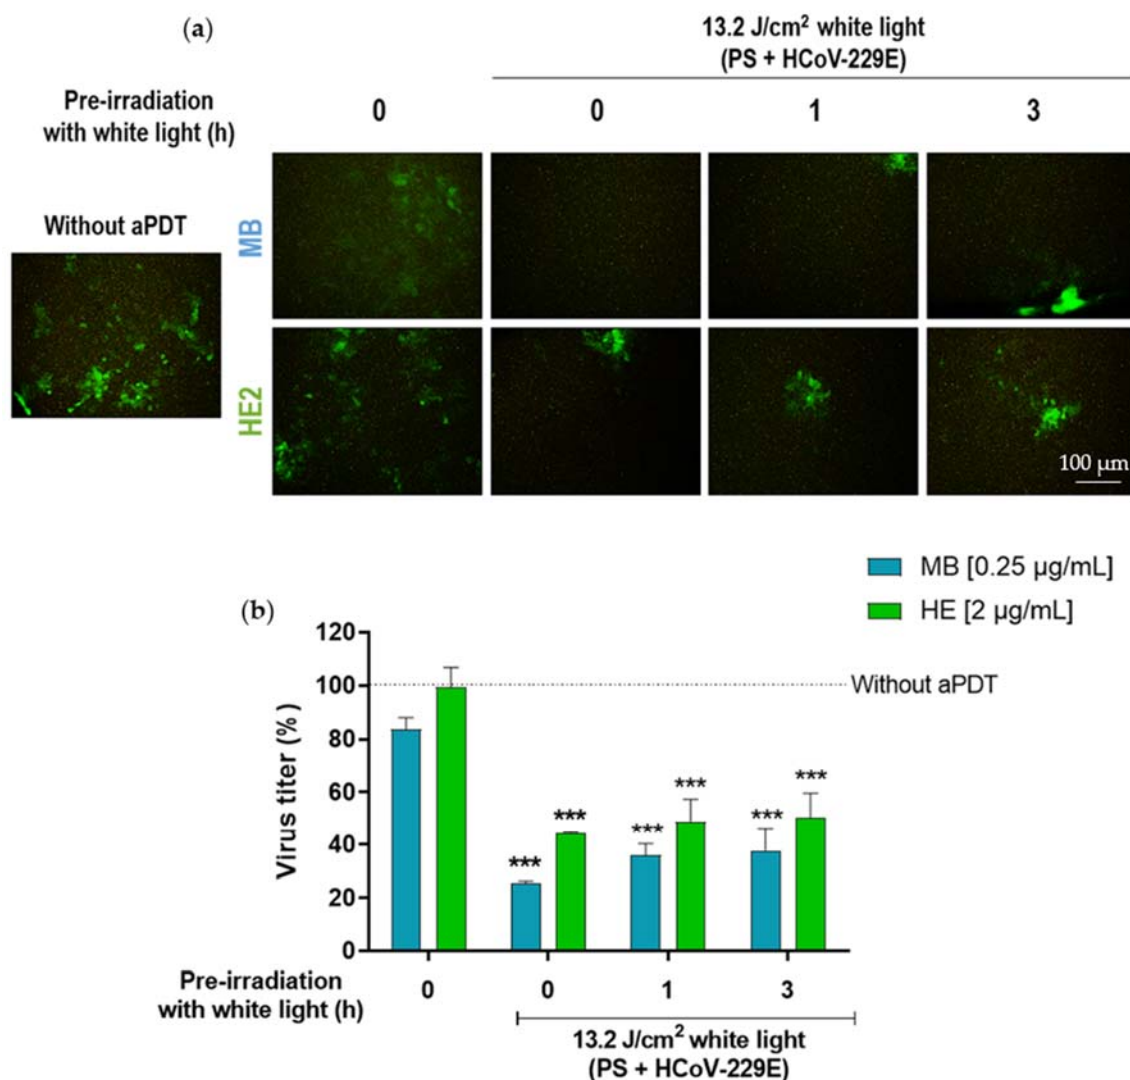 (a)
13.2 J/cm² white light
(PS + HCoV-229E)
Pre-irradiation
with white light (h)
0
0
1
3
Without aPDT
MB
HE2
100 µm
MB [0.25 µg/mL]
HE [2 µg/mL]
(b)
Virus titer (%)
120
100
80
60
40
20
0
Without aPDT
***
***
***
***
***
***
Pre-irradiation
with white light (h)
0
0
1
3
13.2 J/cm² white light
(PS + HCoV-229E)